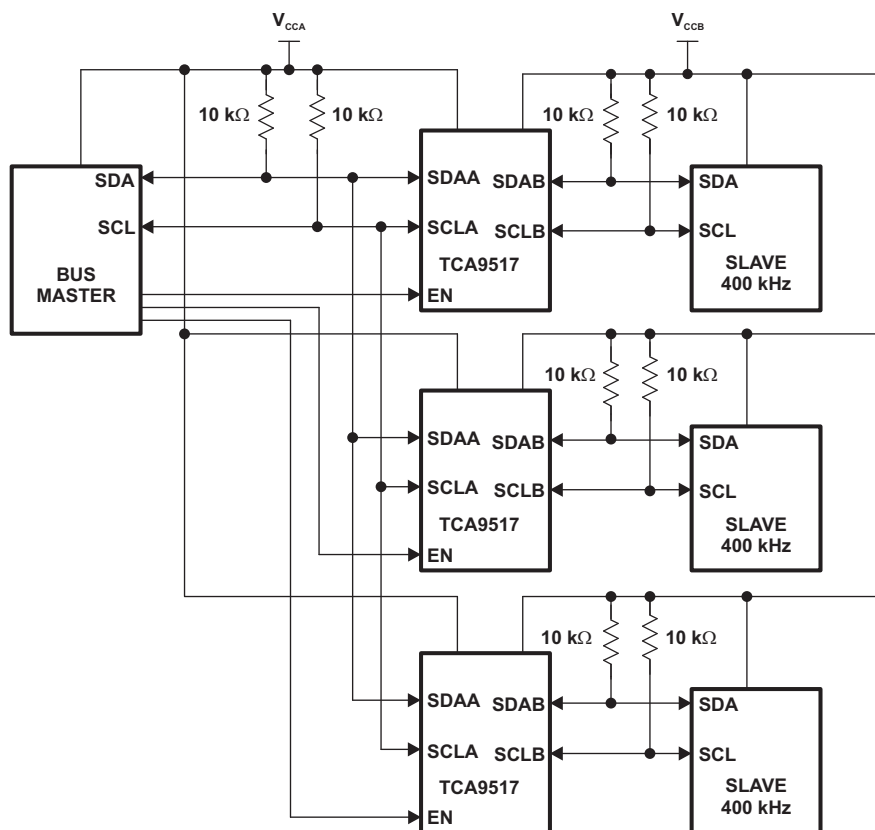 VCCA
VCCB
10 kΩ
10 kΩ
10 kΩ
10 kΩ
SDA
SCL
BUS
MASTER
SDAA
SCLA
TCA9517
EN
SDAB
SCLB
SDA
SCL
SLAVE
400 kHz
10 kΩ
10 kΩ
SDAA
SCLA
TCA9517
EN
SDAB
SCLB
SDA
SCL
SLAVE
400 kHz
10 kΩ
10 kΩ
SDAA
SCLA
TCA9517
EN
SDAB
SCLB
SDA
SCL
SLAVE
400 kHz